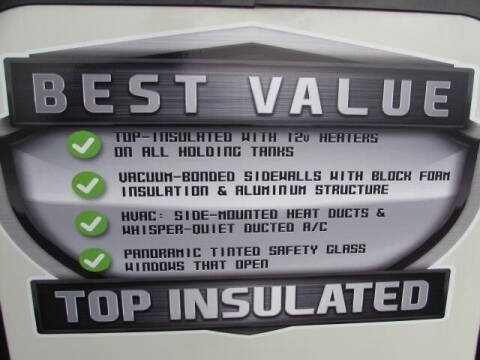 BEST VALUE
TOP-INSULATED WITH 12v HEATERS
ON ALL HOLDING TANKS
VACUUM-BONDED SIDEWALLS WITH BLOCK FOAM
INSULATION & ALUMINUM STRUCTURE
HVAC: SIDE-MOUNTED HEAT DUCTS &
WHISPER-QUIET DUCTED A/C
PANORAMIC TINTED SAFETY GLASS
WINDOWS THAT OPEN
TOP INSULATED